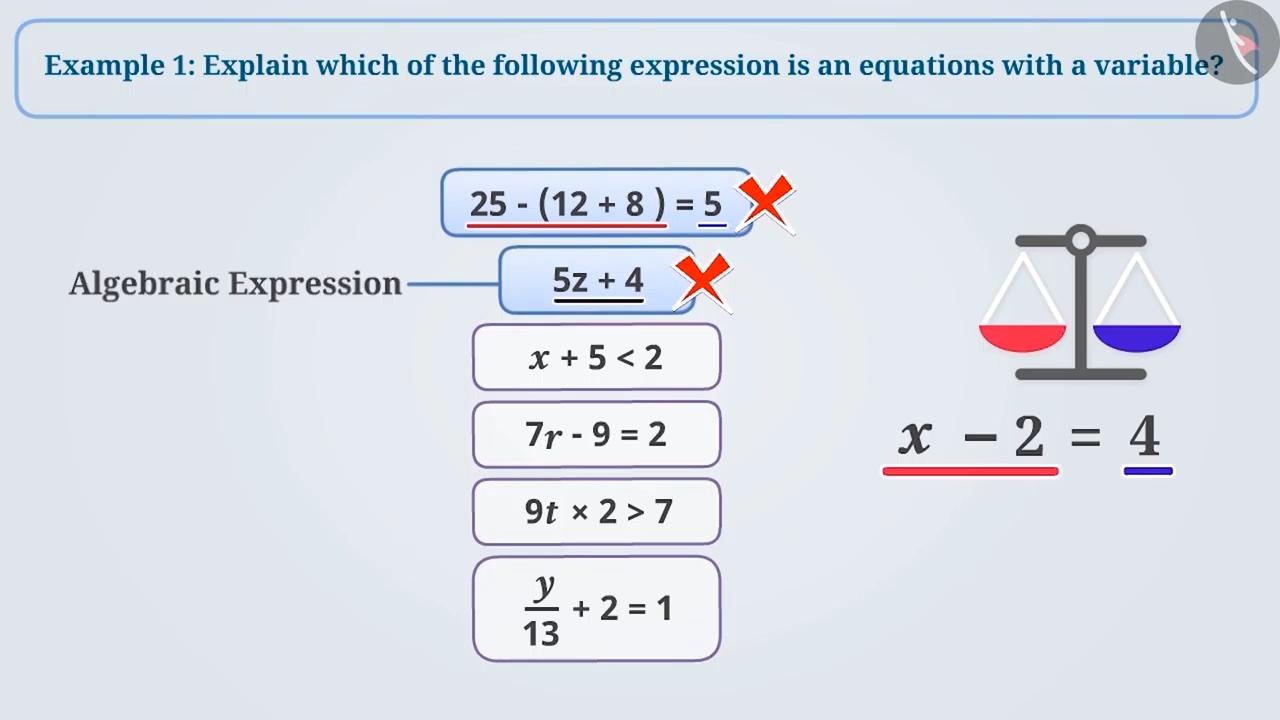 Example 1: Explain which of the following expression is an equations with a variable?
25 - (12 + 8 ) = 5
Algebraic Expression
5z + 4
x + 5 < 2
7r - 9 = 2
x − 2 = 4
9t × 2 > 7
y/13 + 2 = 1